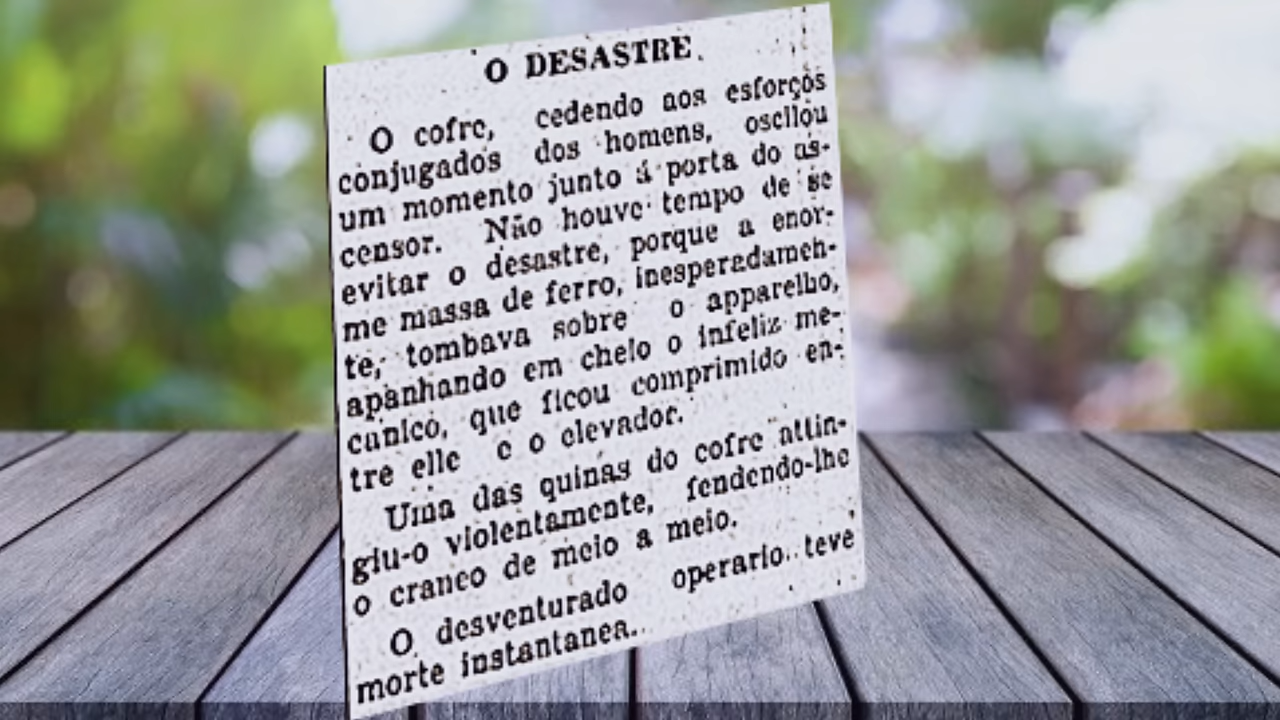 O DESASTRE
O cofre, cedendo aos esforços
conjugados dos homens, oscilou
um momento junto á porta do as-
censor. Não houve tempo de se
evitar o desastre, porque a enor-
me massa de ferro, inesperadamen-
te, tombava sobre o apparelho,
apanhando em cheio o infeliz me-
canico, que ficou comprimido en-
tre elle e o elevador.
Uma das quinas do cofre attin-
giu-o violentamente, fendendo-lhe
o craneo de meio a meio.
O desventurado operario teve
morte instantanea.